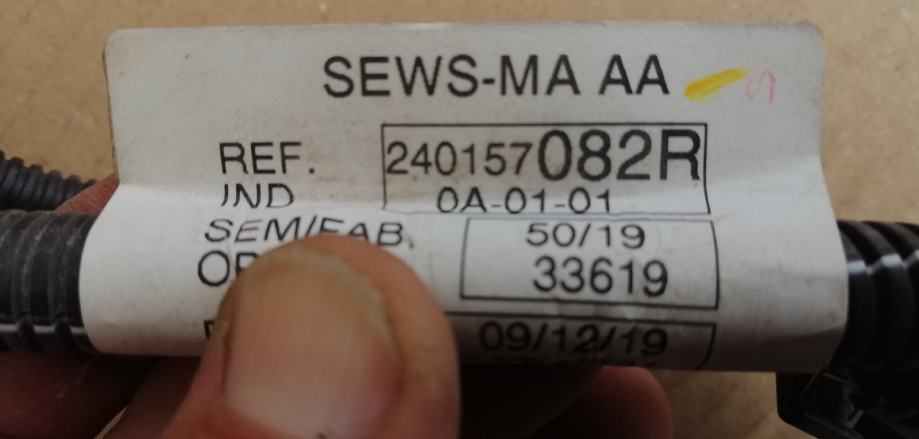 SEWS-MA AA
REF. 240157082R
IND 0A-01-01
SEM/FAB. 50/19
33619
09/12/19